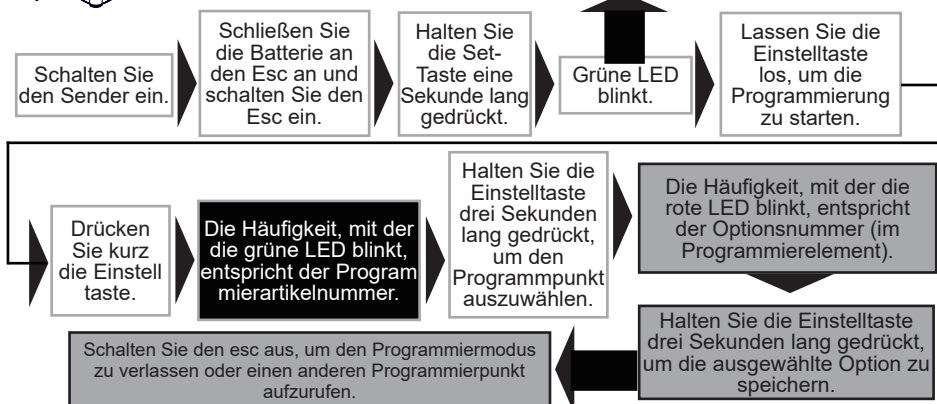 Schalten Sie
den Sender ein.
Schließen Sie
die Batterie an
den Esc an und
schalten Sie den
Esc ein.
Halten Sie
die Set-
Taste eine
Sekunde lang
gedrückt.
Grüne LED
blinkt.
Lassen Sie die
Einstelltaste
los, um die
Programmierung
zu starten.
Drücken
Sie kurz
die Einstell
taste.
Die Häufigkeit, mit der
die grüne LED blinkt,
entspricht der Program
mierartikelnummer.
Halten Sie die
Einstelltaste
drei Sekunden
lang gedrückt,
um den
Programmpunkt
auszuwählen.
Die Häufigkeit, mit der die
rote LED blinkt, entspricht
der Optionsnummer (im
Programmierelement).
Halten Sie die Einstelltaste
drei Sekunden lang gedrückt,
um die ausgewählte Option zu
speichern.
Schalten Sie den esc aus, um den Programmiermodus
zu verlassen oder einen anderen Programmierpunkt
aufzurufen.